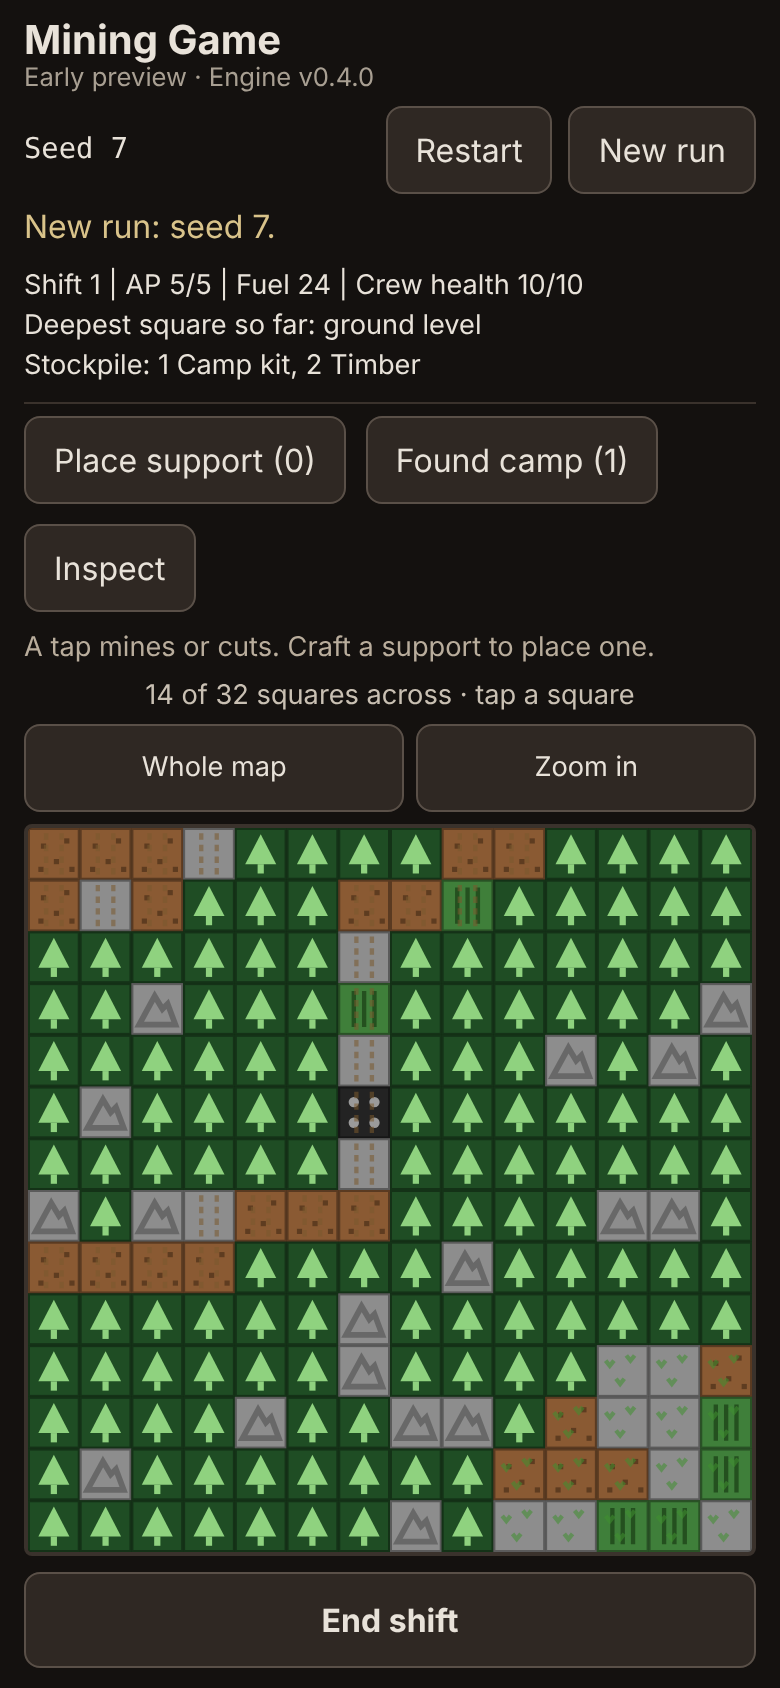 Mining Game
Early preview · Engine v0.4.0
Seed 7
Restart
New run
New run: seed 7.
Shift 1 | AP 5/5 | Fuel 24 | Crew health 10/10
Deepest square so far: ground level
Stockpile: 1 Camp kit, 2 Timber
Place support (0)
Found camp (1)
Inspect
A tap mines or cuts. Craft a support to place one.
14 of 32 squares across · tap a square
Whole map
Zoom in
End shift